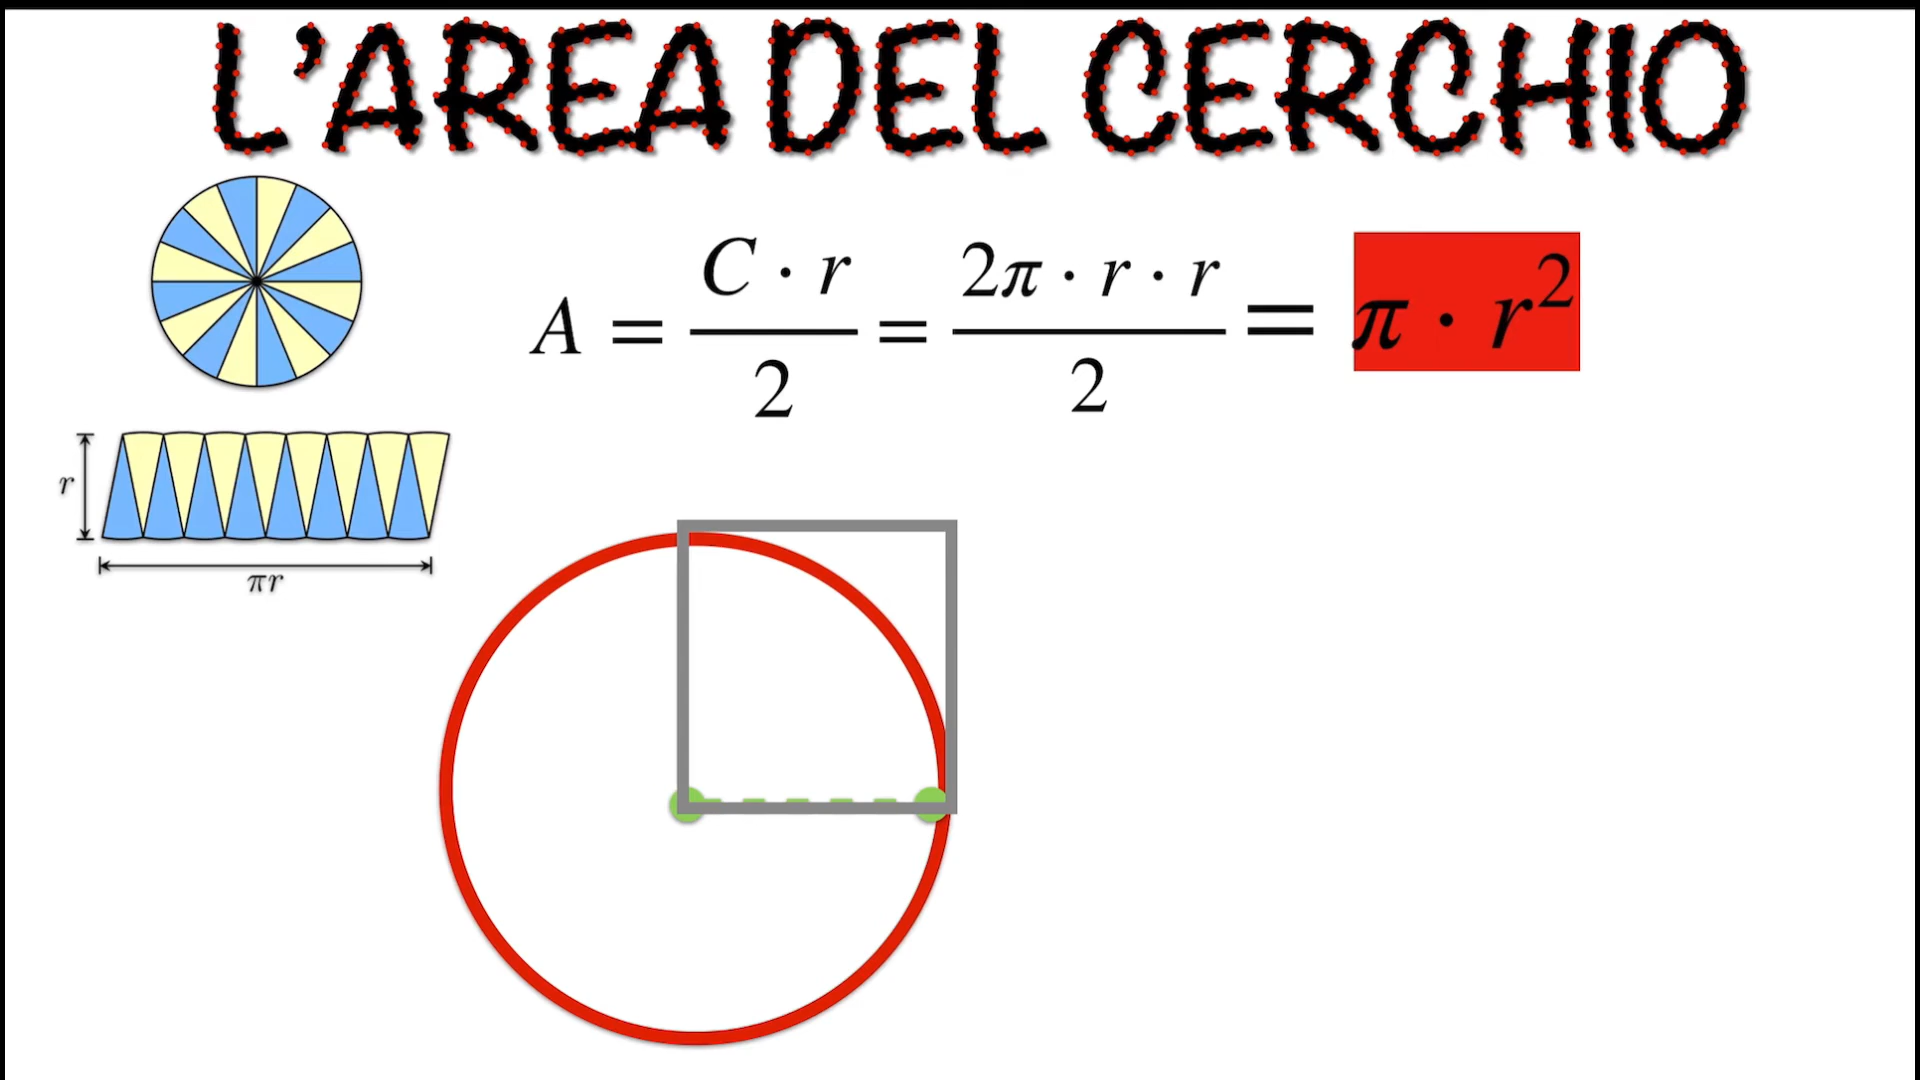 L'AREA DEL CERCHIO
A = C · r / 2 = 2π · r · r / 2 = π · r²
r
πr